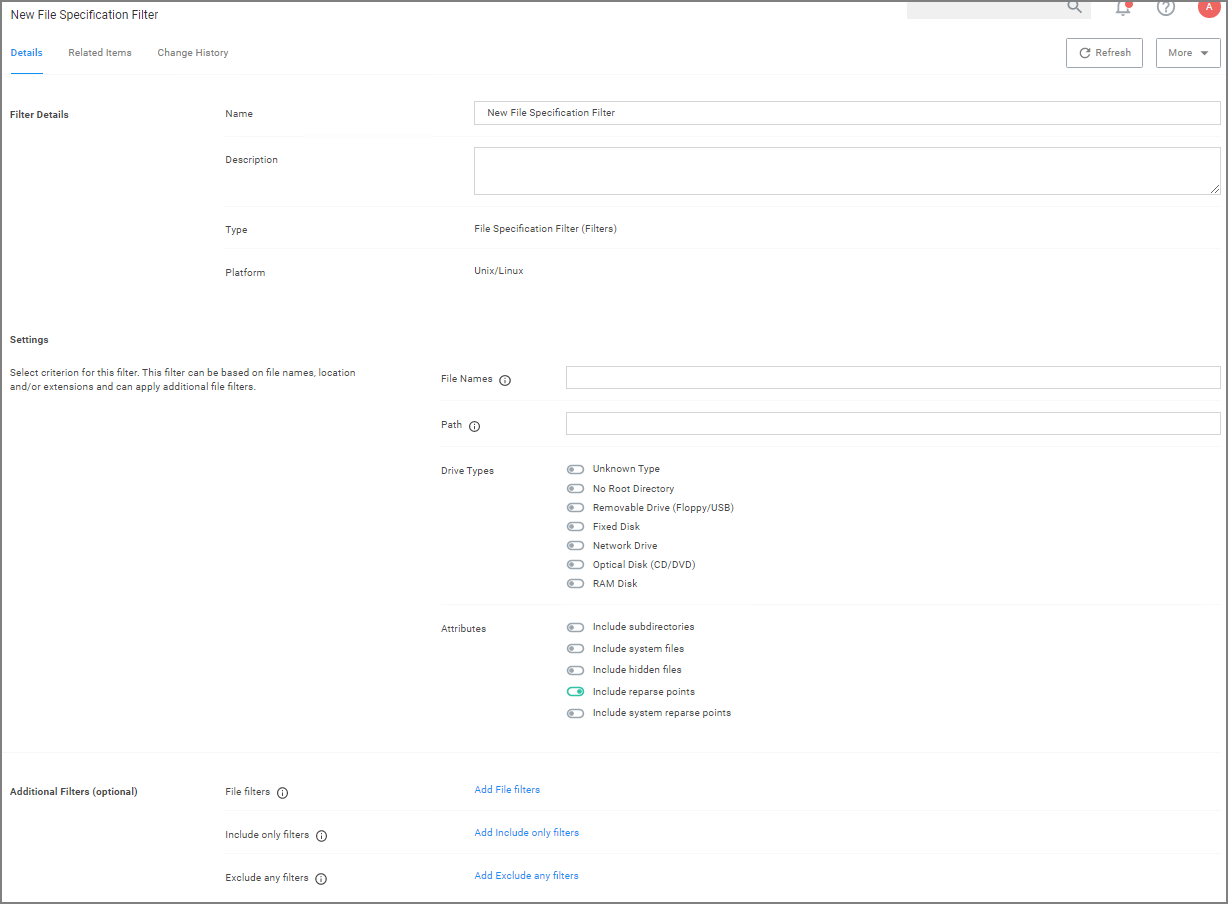 New File Specification Filter
A
Details
Related Items
Change History
Refresh
More
Filter Details
Name
New File Specification Filter
Description
Type
File Specification Filter (Filters)
Platform
Unix/Linux
Settings
Select criterion for this filter. This filter can be based on file names, location
and/or extensions and can apply additional file filters.
File Names
Path
Drive Types
Unknown Type
No Root Directory
Removable Drive (Floppy/USB)
Fixed Disk
Network Drive
Optical Disk (CD/DVD)
RAM Disk
Attributes
Include subdirectories
Include system files
Include hidden files
Include reparse points
Include system reparse points
Additional Filters (optional)
File filters
Add File filters
Include only filters
Add Include only filters
Exclude any filters
Add Exclude any filters